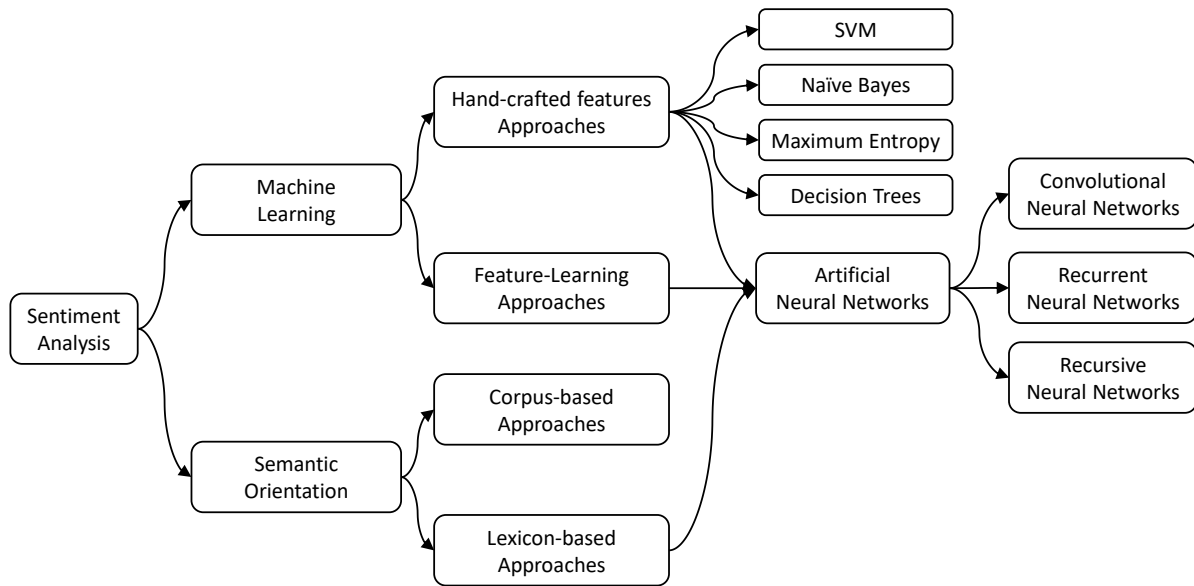 SVM
Naïve Bayes
Maximum Entropy
Decision Trees
Hand-crafted features
Approaches
Machine
Learning
Convolutional
Neural Networks
Feature-Learning
Approaches
Artificial
Neural Networks
Recurrent
Neural Networks
Sentiment
Analysis
Recursive
Neural Networks
Corpus-based
Approaches
Semantic
Orientation
Lexicon-based
Approaches